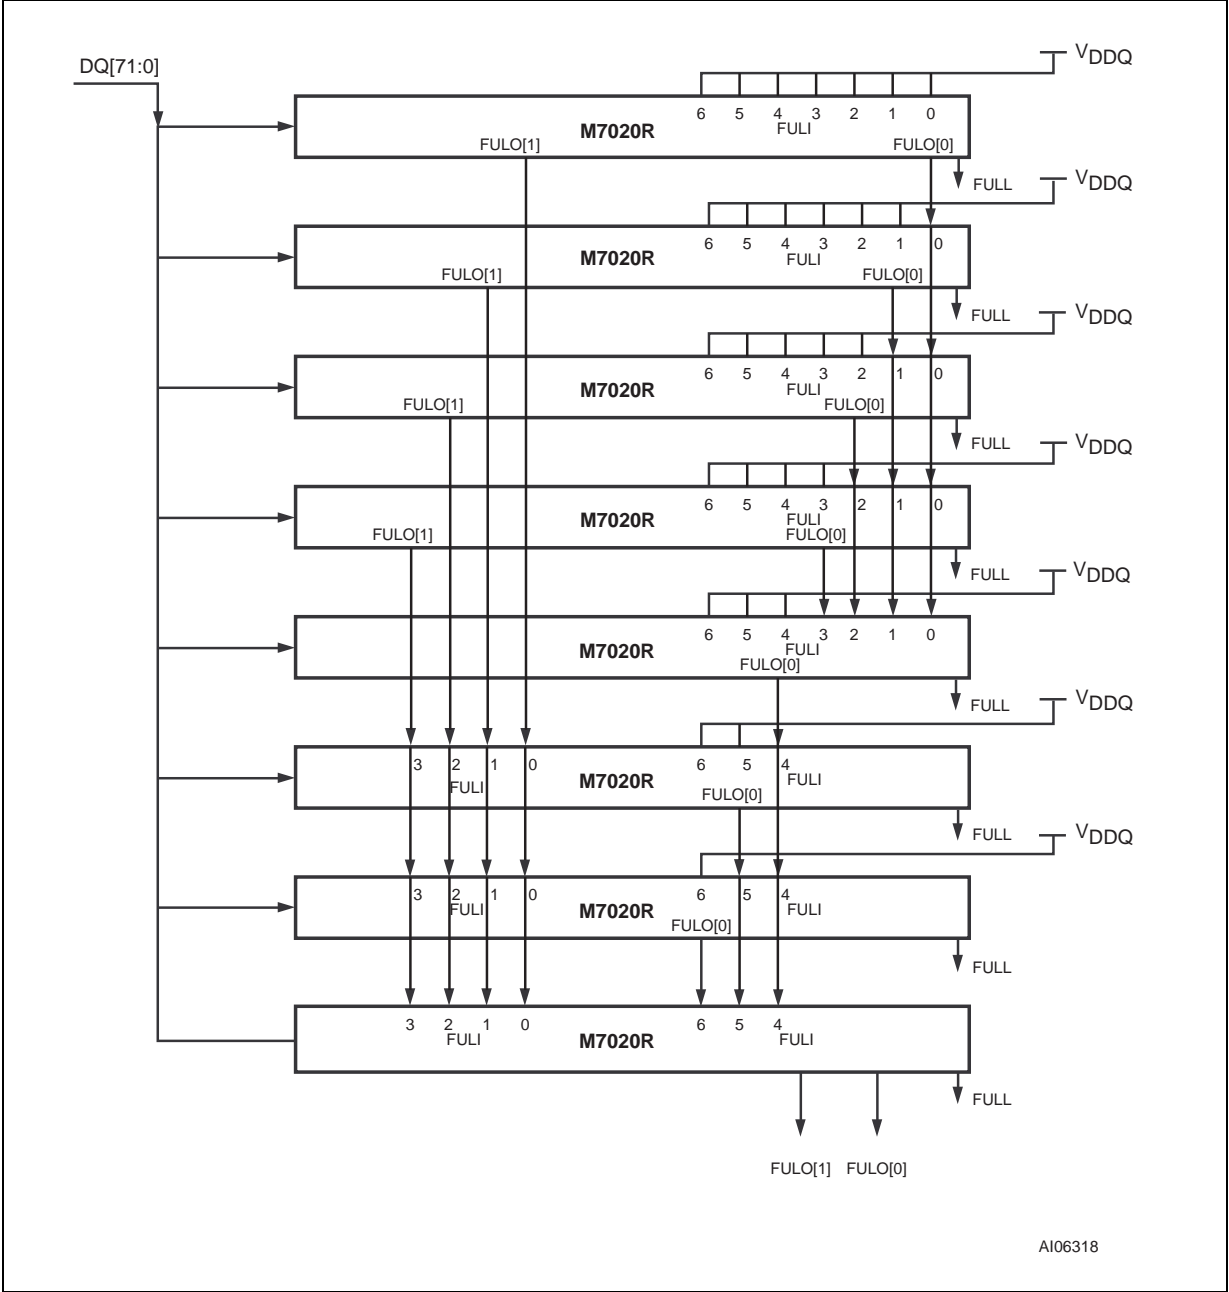 DQ[71:0]
VDDQ
6 5 4 3 2 1 0
FULI
M7020R
FULO[1]
FULO[0]
FULL
VDDQ
6 5 4 3 2 1 0
FULI
M7020R
FULO[1]
FULO[0]
FULL
VDDQ
6 5 4 3 2 1 0
FULI
M7020R
FULO[1]
FULO[0]
FULL
VDDQ
6 5 4 3 2 1 0
FULI
M7020R
FULO[1]
FULO[0]
FULL
VDDQ
6 5 4 3 2 1 0
FULI
M7020R
FULO[0]
FULL
VDDQ
3 2 1 0 6 5 4
FULI
M7020R
FULI
FULO[0]
FULL
VDDQ
3 2 1 0 6 5 4
FULI
M7020R
FULI
FULO[0]
FULL
3 2 1 0 6 5 4
FULI
M7020R
FULI
FULL
FULO[1] FULO[0]
AI06318